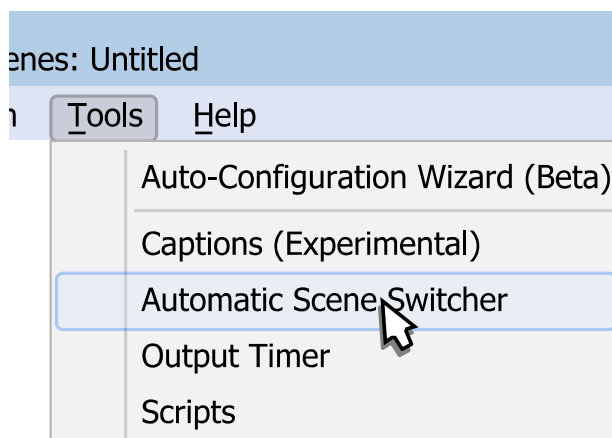 enes: Untitled
Tools Help
Auto-Configuration Wizard (Beta)
Captions (Experimental)
Automatic Scene Switcher
Output Timer
Scripts